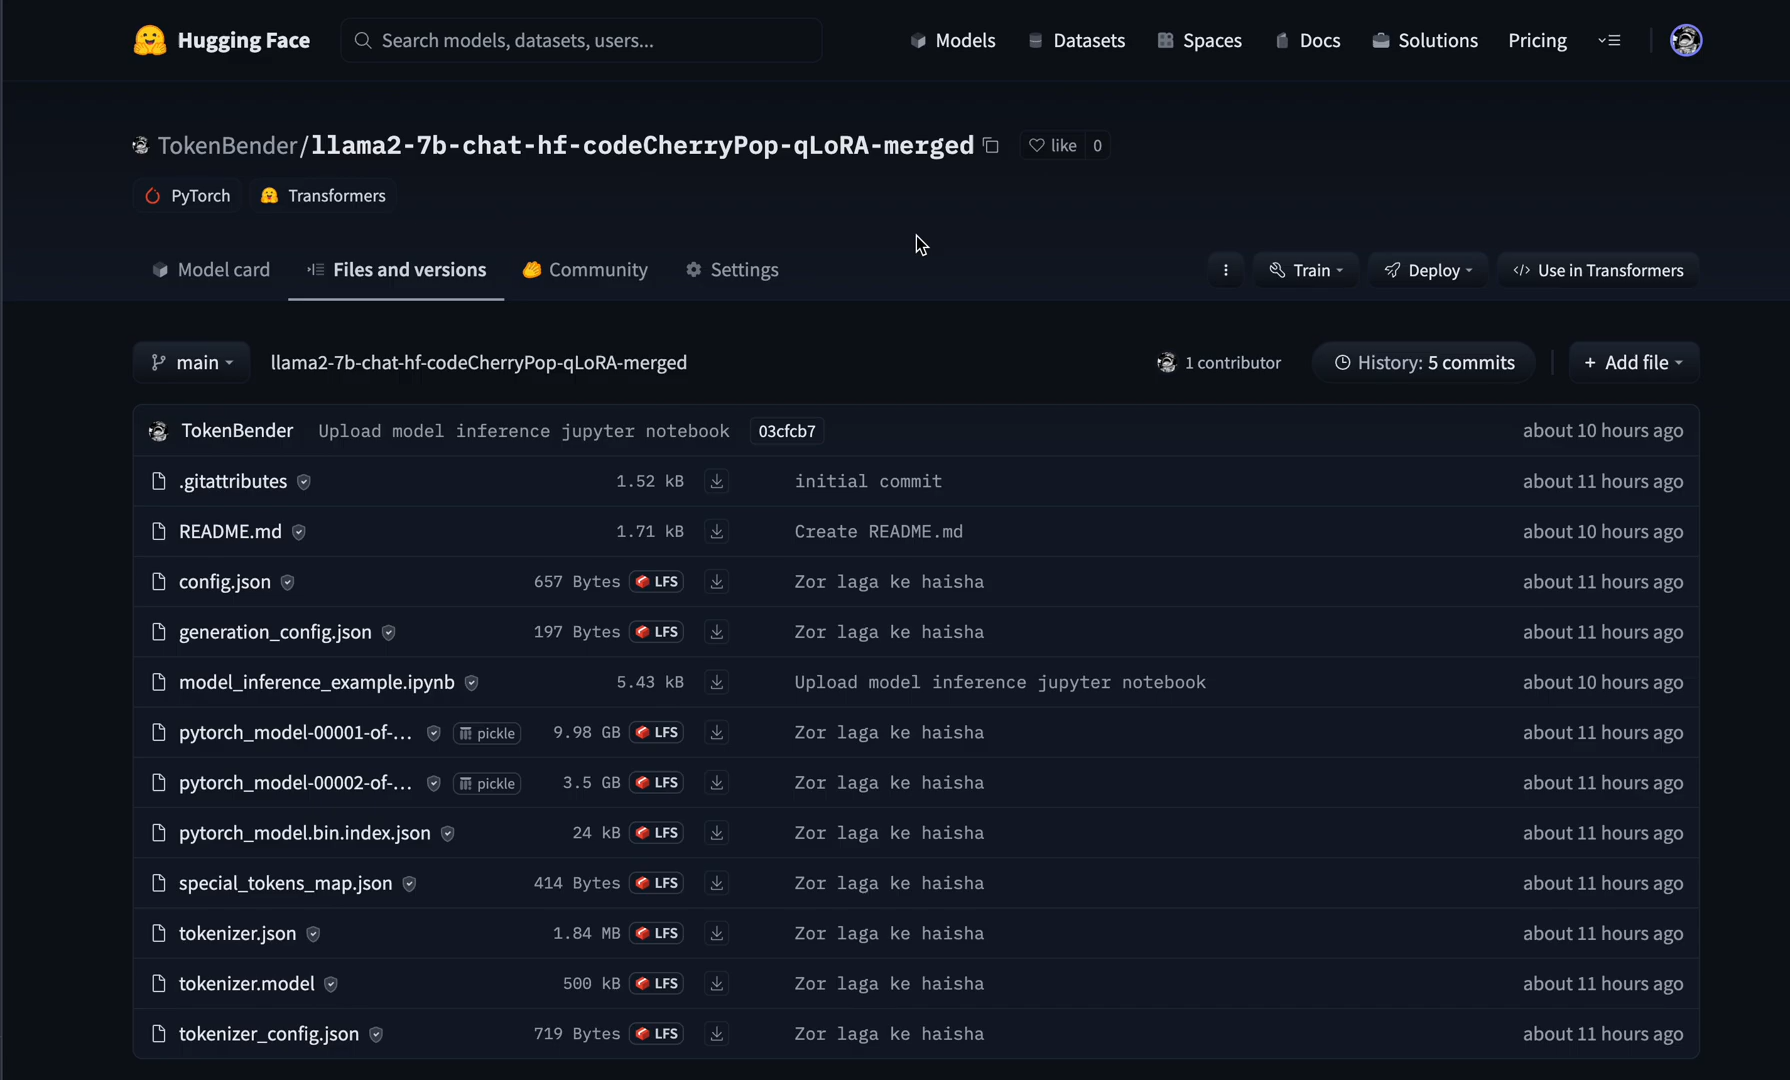 Hugging Face
Search models, datasets, users...
Models
Datasets
Spaces
Docs
Solutions
Pricing
TokenBender/llama2-7b-chat-hf-codeCherryPop-qLoRA-merged
like 0
PyTorch
Transformers
Model card
Files and versions
Community
Settings
Train
Deploy
</> Use in Transformers
main
llama2-7b-chat-hf-codeCherryPop-qLoRA-merged
1 contributor
History: 5 commits
+ Add file
TokenBender Upload model inference jupyter notebook 03cfcb7 about 10 hours ago
.gitattributes 1.52 kB initial commit about 11 hours ago
README.md 1.71 kB Create README.md about 10 hours ago
config.json 657 Bytes LFS Zor laga ke haisha about 11 hours ago
generation_config.json 197 Bytes LFS Zor laga ke haisha about 11 hours ago
model_inference_example.ipynb 5.43 kB Upload model inference jupyter notebook about 10 hours ago
pytorch_model-00001-of-... pickle 9.98 GB LFS Zor laga ke haisha about 11 hours ago
pytorch_model-00002-of-... pickle 3.5 GB LFS Zor laga ke haisha about 11 hours ago
pytorch_model.bin.index.json 24 kB LFS Zor laga ke haisha about 11 hours ago
special_tokens_map.json 414 Bytes LFS Zor laga ke haisha about 11 hours ago
tokenizer.json 1.84 MB LFS Zor laga ke haisha about 11 hours ago
tokenizer.model 500 kB LFS Zor laga ke haisha about 11 hours ago
tokenizer_config.json 719 Bytes LFS Zor laga ke haisha about 11 hours ago